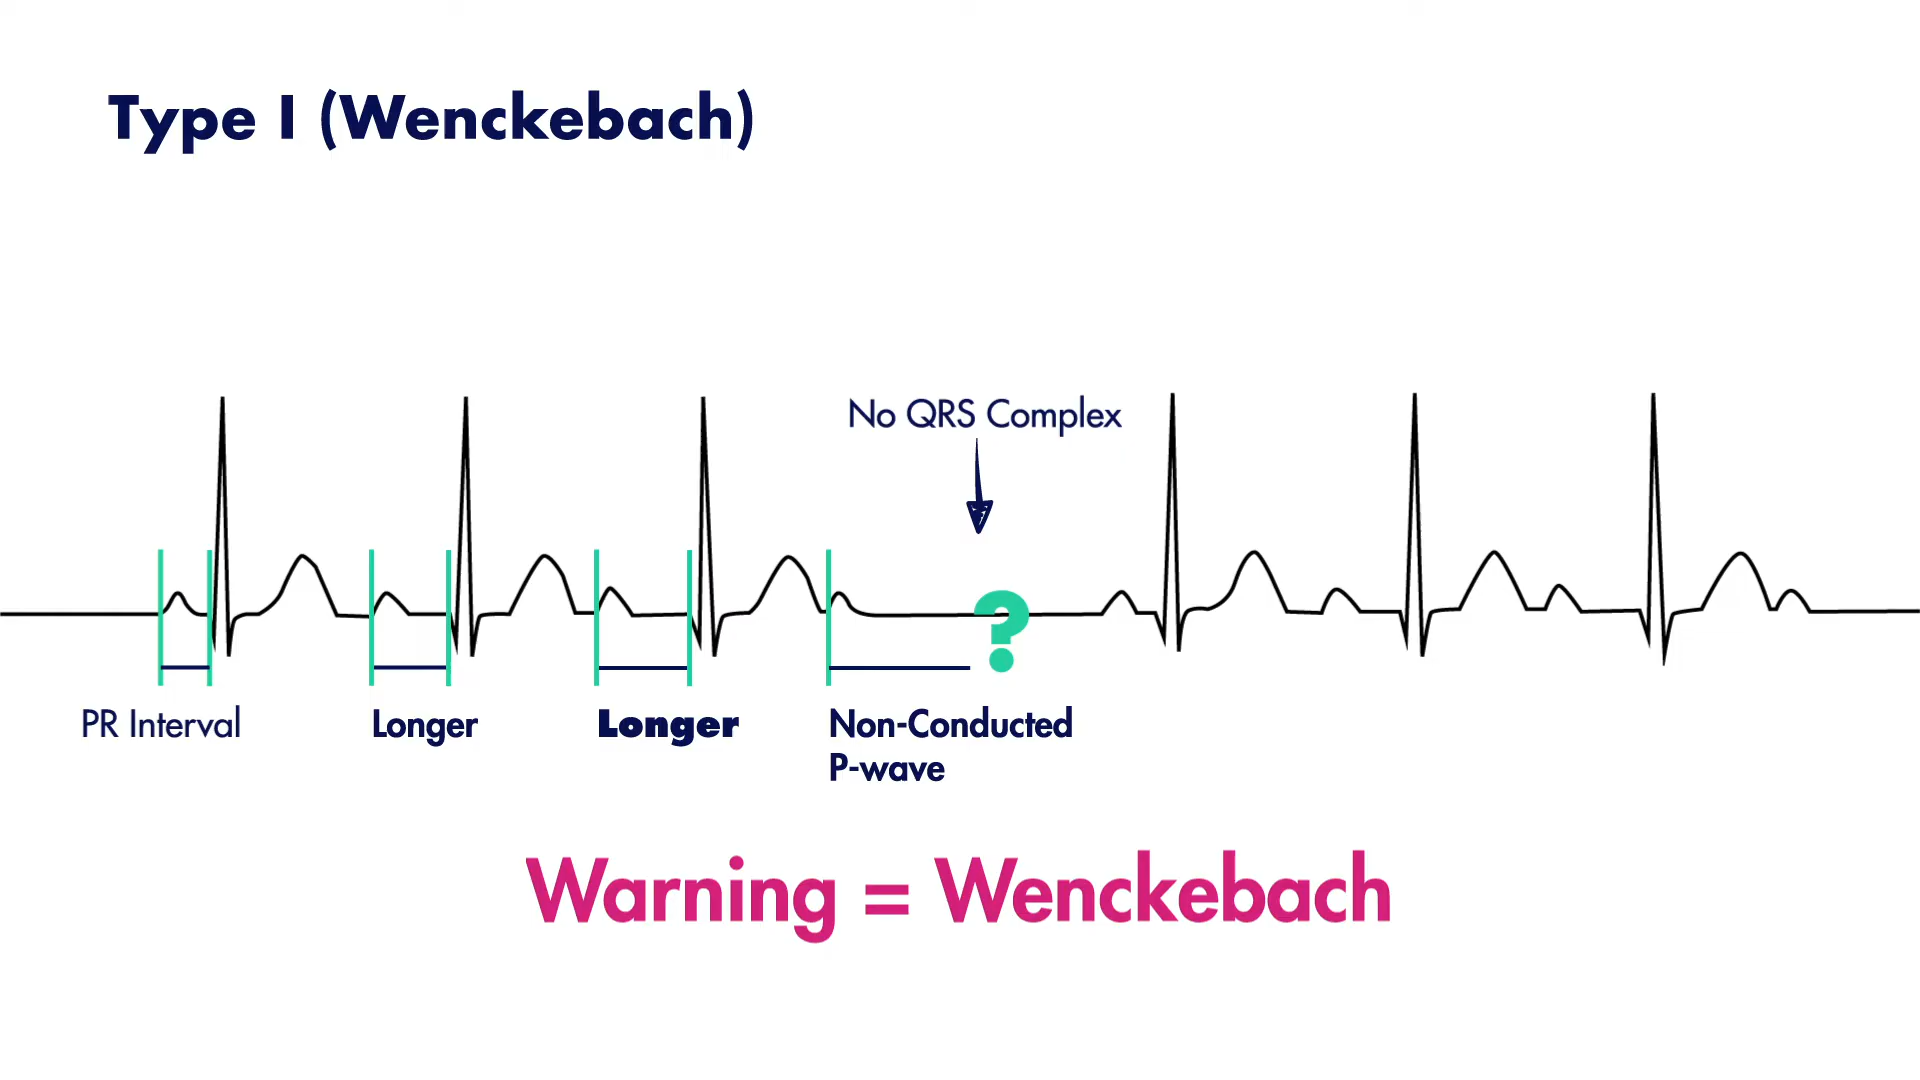 Type I (Wenckebach)
No QRS Complex
?
PR Interval
Longer
Longer
Non-Conducted
P-wave
Warning = Wenckebach